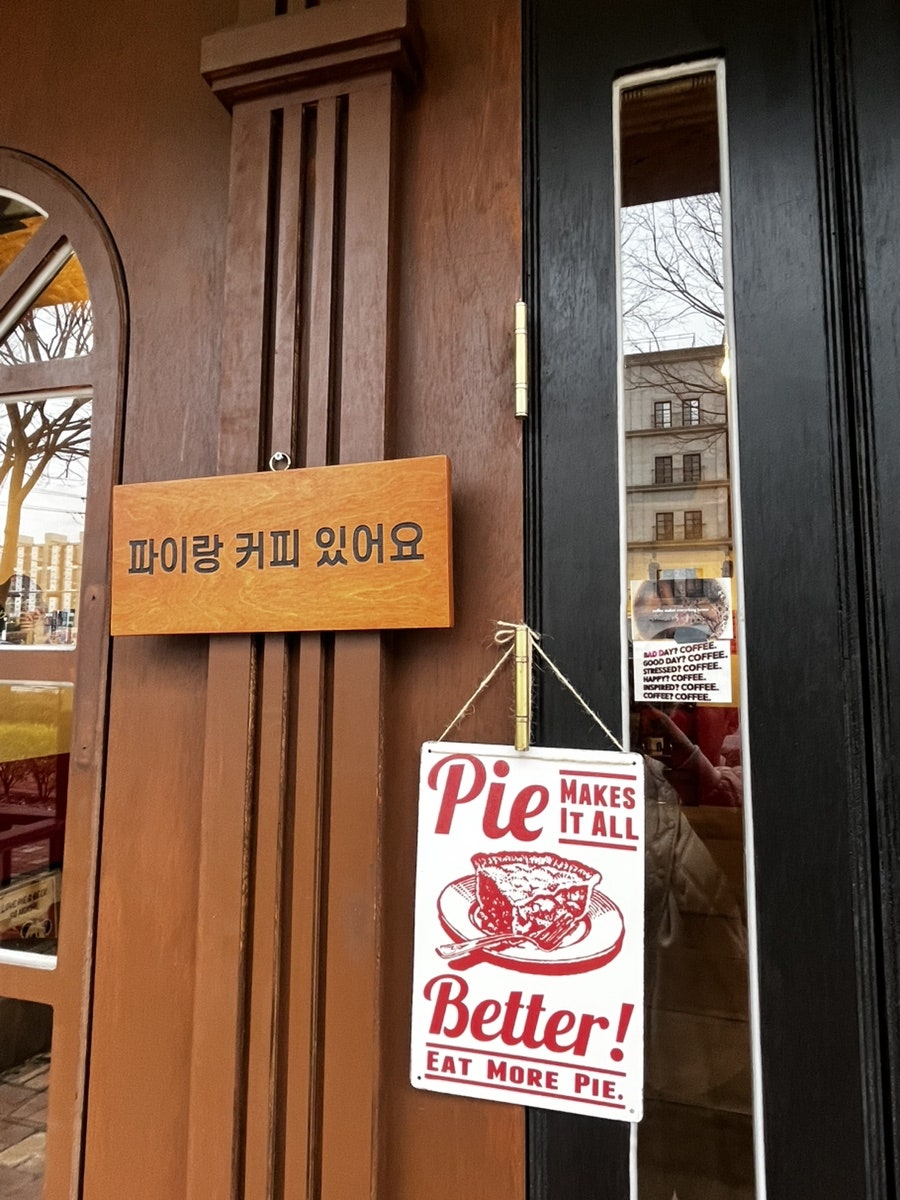 파이랑 커피 있어요
Pie MAKES
IT ALL
Better!
EAT MORE PIE.
BAD DAY? COFFEE.
GOOD DAY? COFFEE.
STRESSED? COFFEE.
HAPPY? COFFEE.
INSPIRED? COFFEE.
COFFEE? COFFEE.